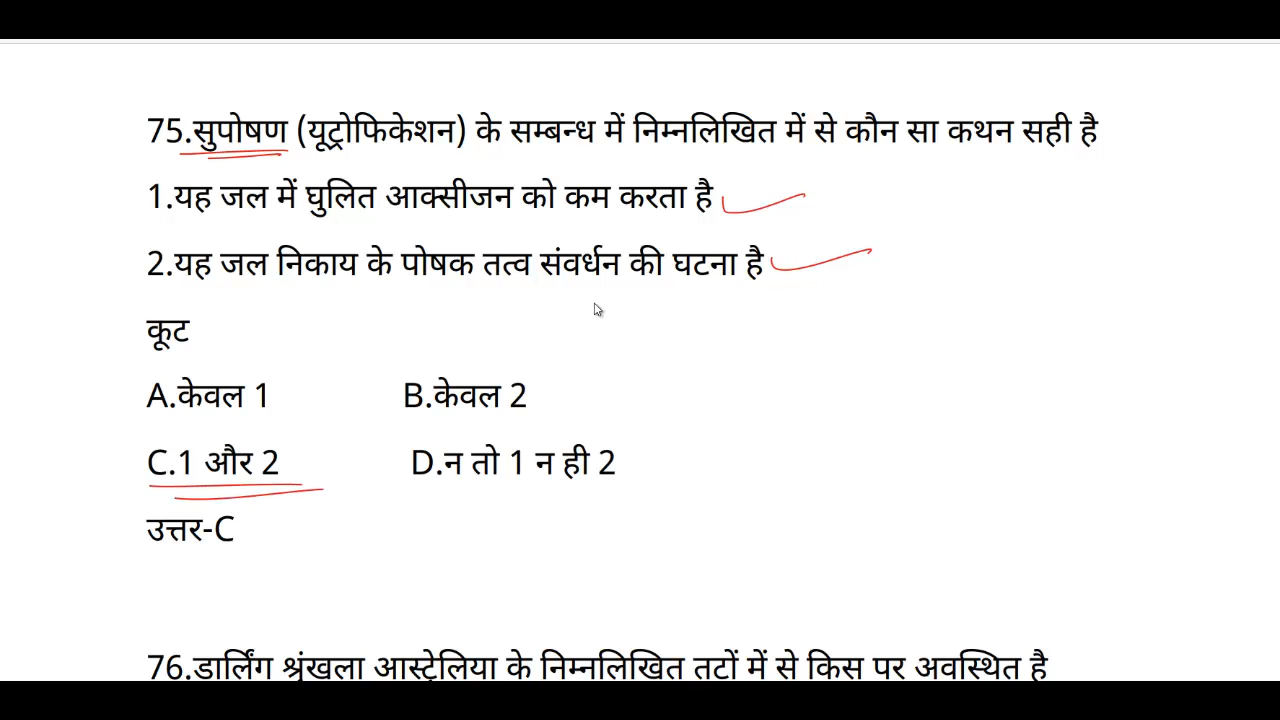 75.सुपोषण (यूट्रोफिकेशन) के सम्बन्ध में निम्नलिखित में से कौन सा कथन सही है
1.यह जल में घुलित आक्सीजन को कम करता है
2.यह जल निकाय के पोषक तत्व संवर्धन की घटना है
कूट
A.केवल 1 B.केवल 2
C.1 और 2 D.न तो 1 न ही 2
उत्तर-C
76.डार्लिंग श्रृंखला आस्ट्रेलिया के निम्नलिखित तटों में से किस पर अवस्थित है